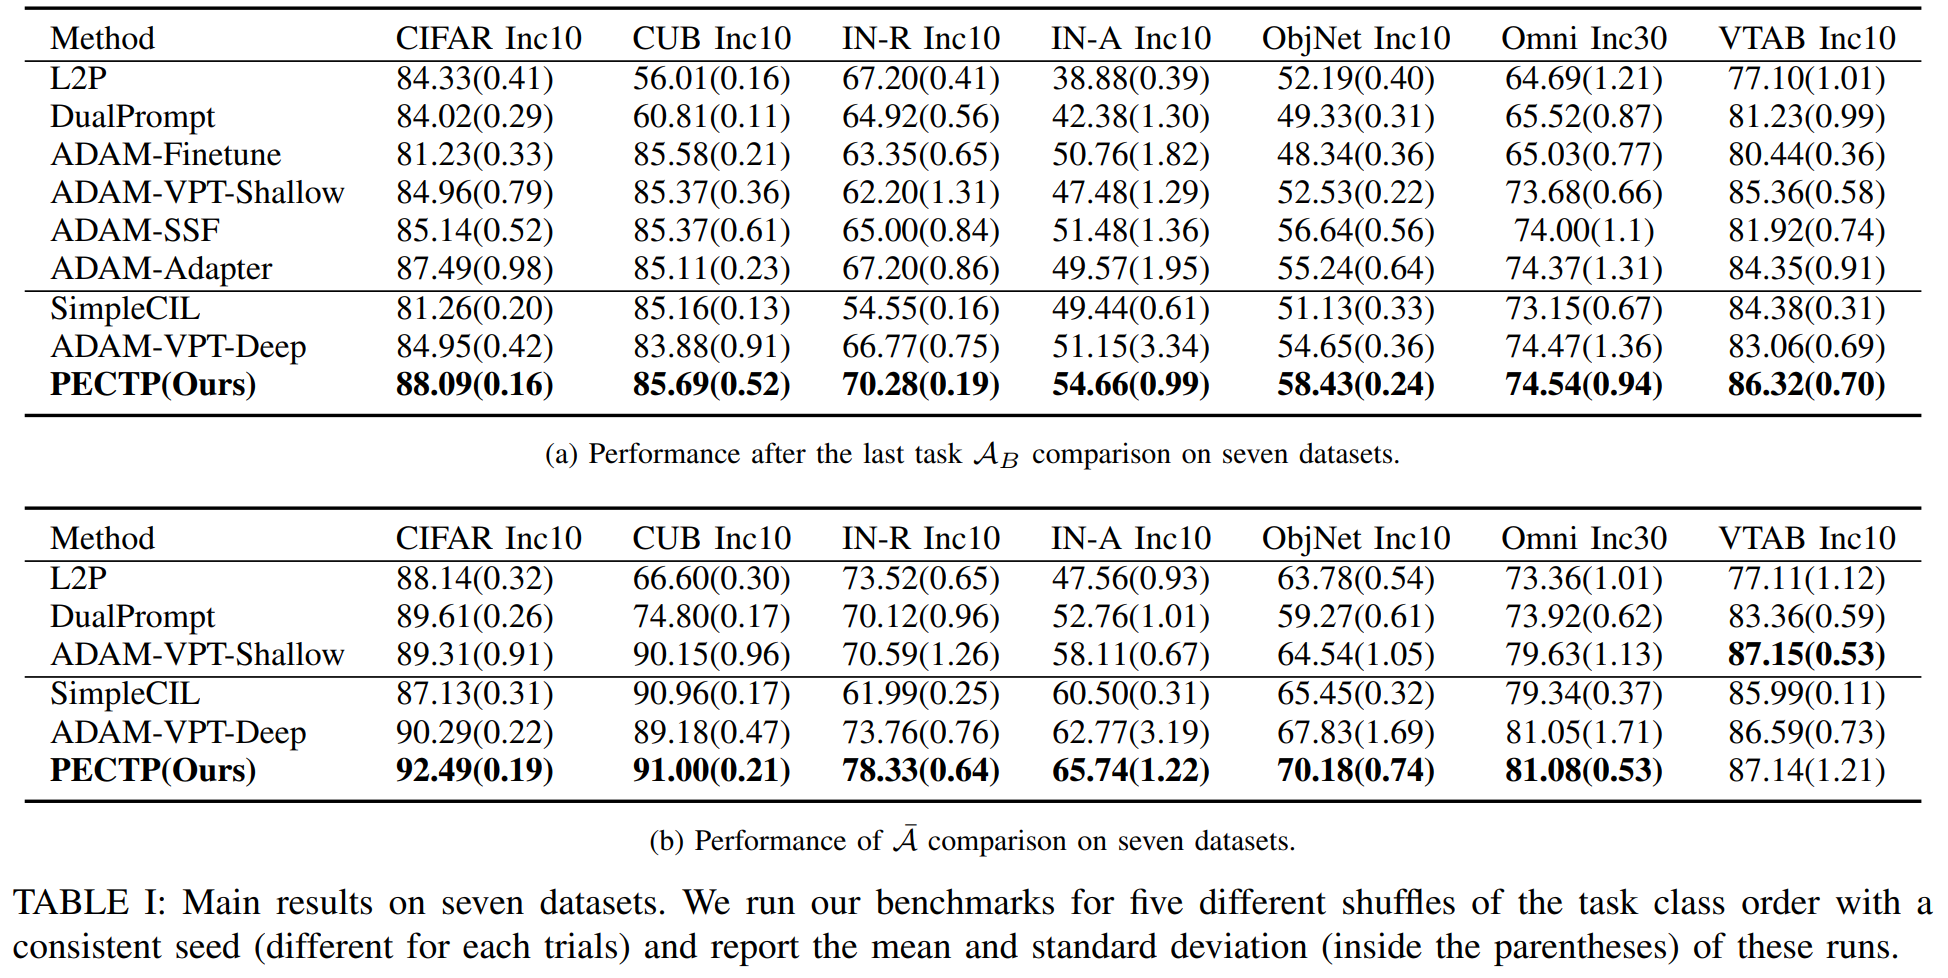 Method CIFAR Inc10 CUB Inc10 IN-R Inc10 IN-A Inc10 ObjNet Inc10 Omni Inc30 VTAB Inc10
L2P 84.33(0.41) 56.01(0.16) 67.20(0.41) 38.88(0.39) 52.19(0.40) 64.69(1.21) 77.10(1.01)
DualPrompt 84.02(0.29) 60.81(0.11) 64.92(0.56) 42.38(1.30) 49.33(0.31) 65.52(0.87) 81.23(0.99)
ADAM-Finetune 81.23(0.33) 85.58(0.21) 63.35(0.65) 50.76(1.82) 48.34(0.36) 65.03(0.77) 80.44(0.36)
ADAM-VPT-Shallow 84.96(0.79) 85.37(0.36) 62.20(1.31) 47.48(1.29) 52.53(0.22) 73.68(0.66) 85.36(0.58)
ADAM-SSF 85.14(0.52) 85.37(0.61) 65.00(0.84) 51.48(1.36) 56.64(0.56) 74.00(1.1) 81.92(0.74)
ADAM-Adapter 87.49(0.98) 85.11(0.23) 67.20(0.86) 49.57(1.95) 55.24(0.64) 74.37(1.31) 84.35(0.91)
SimpleCIL 81.26(0.20) 85.16(0.13) 54.55(0.16) 49.44(0.61) 51.13(0.33) 73.15(0.67) 84.38(0.31)
ADAM-VPT-Deep 84.95(0.42) 83.88(0.91) 66.77(0.75) 51.15(3.34) 54.65(0.36) 74.47(1.36) 83.06(0.69)
PECTP(Ours) 88.09(0.16) 85.69(0.52) 70.28(0.19) 54.66(0.99) 58.43(0.24) 74.54(0.94) 86.32(0.70)
(a) Performance after the last task 𝒜_B comparison on seven datasets.
Method CIFAR Inc10 CUB Inc10 IN-R Inc10 IN-A Inc10 ObjNet Inc10 Omni Inc30 VTAB Inc10
L2P 88.14(0.32) 66.60(0.30) 73.52(0.65) 47.56(0.93) 63.78(0.54) 73.36(1.01) 77.11(1.12)
DualPrompt 89.61(0.26) 74.80(0.17) 70.12(0.96) 52.76(1.01) 59.27(0.61) 73.92(0.62) 83.36(0.59)
ADAM-VPT-Shallow 89.31(0.91) 90.15(0.96) 70.59(1.26) 58.11(0.67) 64.54(1.05) 79.63(1.13) 87.15(0.53)
SimpleCIL 87.13(0.31) 90.96(0.17) 61.99(0.25) 60.50(0.31) 65.45(0.32) 79.34(0.37) 85.99(0.11)
ADAM-VPT-Deep 90.29(0.22) 89.18(0.47) 73.76(0.76) 62.77(3.19) 67.83(1.69) 81.05(1.71) 86.59(0.73)
PECTP(Ours) 92.49(0.19) 91.00(0.21) 78.33(0.64) 65.74(1.22) 70.18(0.74) 81.08(0.53) 87.14(1.21)
(b) Performance of 𝒜̄ comparison on seven datasets.
TABLE I: Main results on seven datasets. We run our benchmarks for five different shuffles of the task class order with a
consistent seed (different for each trials) and report the mean and standard deviation (inside the parentheses) of these runs.